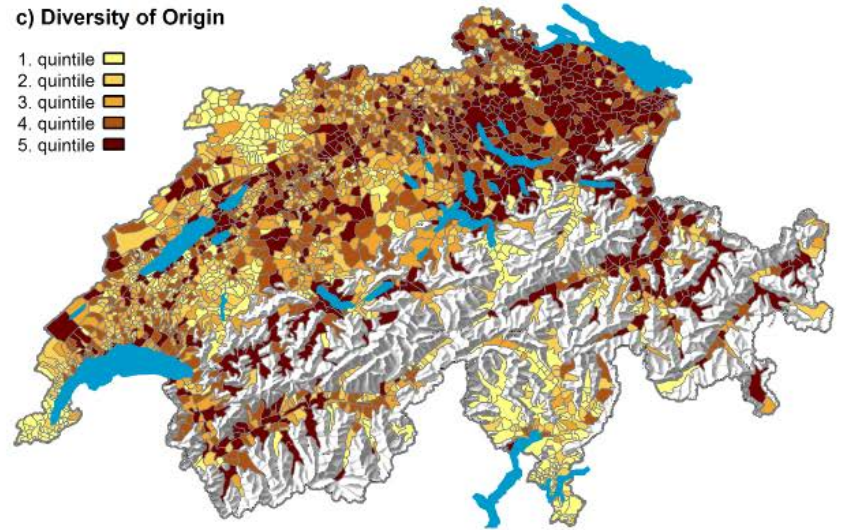 c) Diversity of Origin
1. quintile
2. quintile
3. quintile
4. quintile
5. quintile